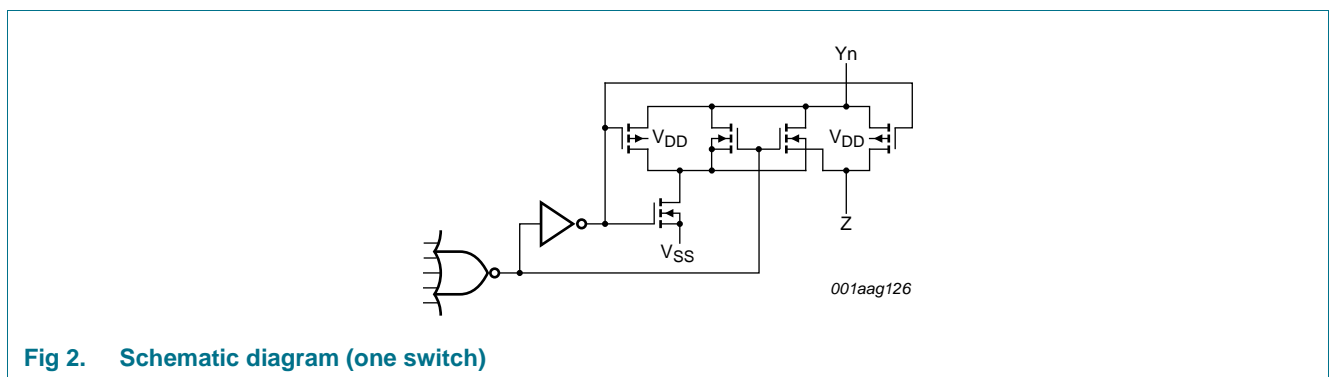 Yn
VDD
VDD
VSS
Z
001aag126
Fig 2. Schematic diagram (one switch)